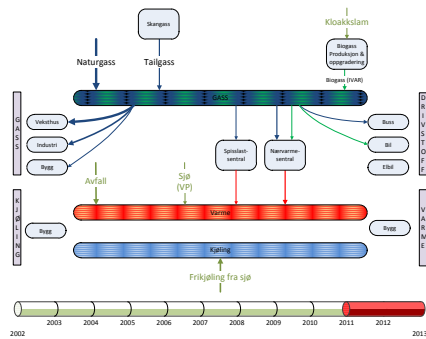 Skangass
Kloakkslam
Biogass
Produksjon &
oppgradering
Naturgass
Tailgass
Biogass (IVAR)
GASS
GASS
DRIVSTOFF
Veksthus
Industri
Bygg
Spisslast-
sentral
Nærvarme-
sentral
Buss
Bil
Elbil
Avfall
Sjø
(VP)
KJØLING
VARME
Varme
Bygg
Bygg
Kjøling
Frikjøling fra sjø
2002
2003
2004
2005
2006
2007
2008
2009
2010
2011
2012
2013